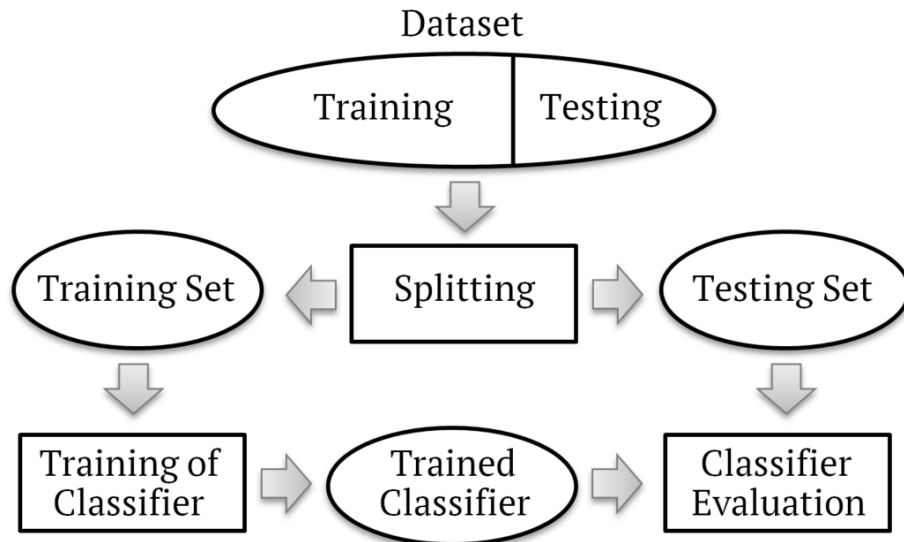 Dataset
Training
Testing
Training Set
Splitting
Testing Set
Training of
Classifier
Trained
Classifier
Classifier
Evaluation